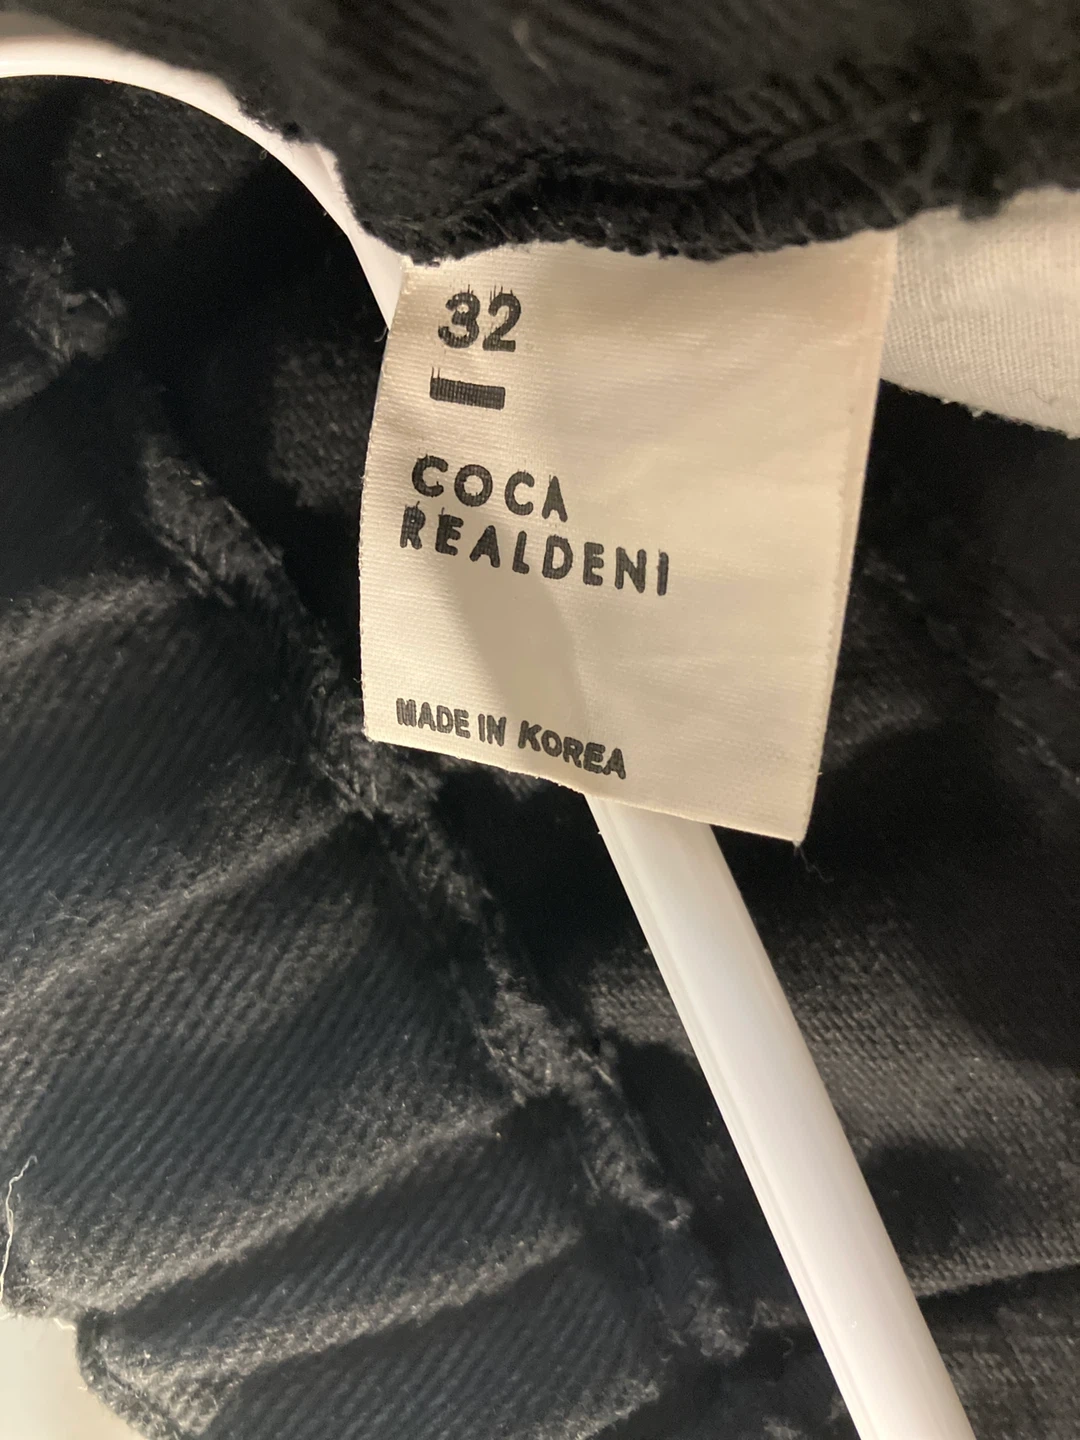 32
COCA
REALDENI
MADE IN KOREA